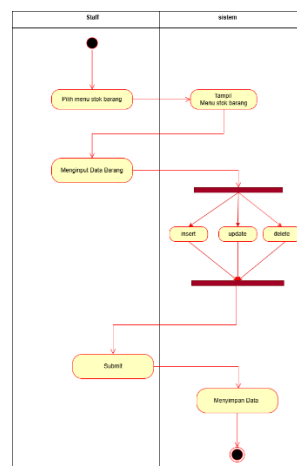 Staff
sistem
Pilih menu stok barang
Tampil
Menu stok barang
Menginput Data Barang
insert
update
delete
Submit
Menyimpan Data